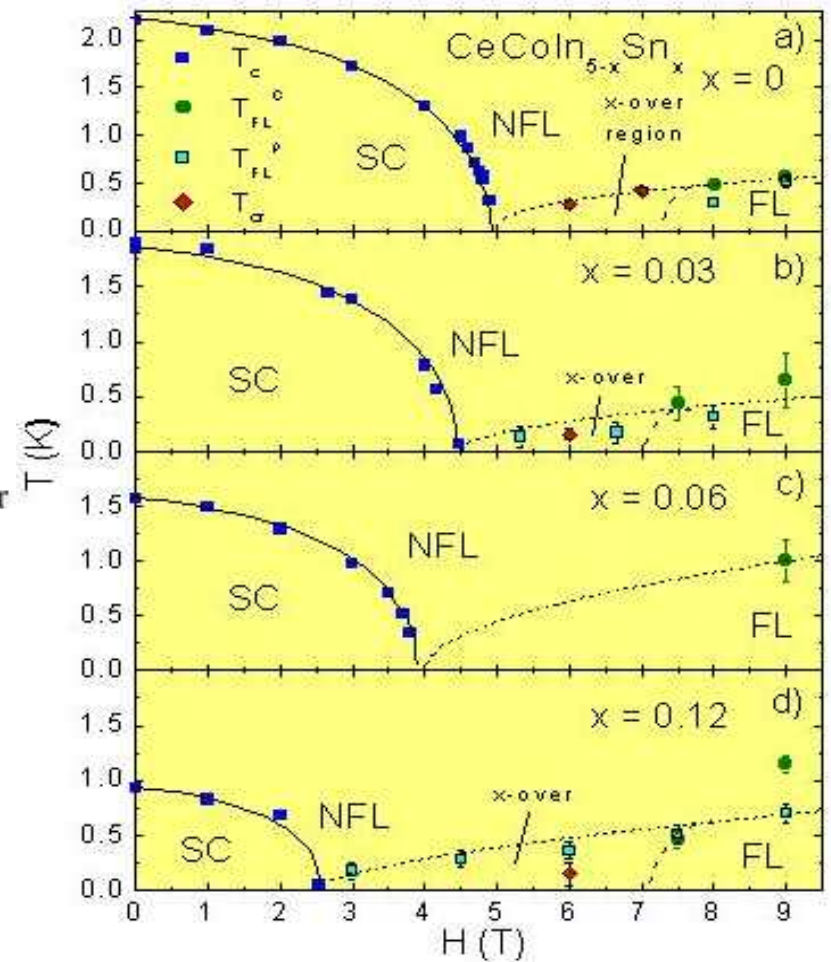 CeCoIn5-xSnx
a)
x = 0
Tc
TFL C
TFL ρ
Tcr
SC
NFL
x-over
region
FL
2.0
1.5
1.0
0.5
0.0
x = 0.03
b)
NFL
SC
x-over
FL
1.5
1.0
0.5
0.0
x = 0.06
c)
NFL
SC
FL
1.5
1.0
0.5
0.0
x = 0.12
d)
NFL
x-over
SC
FL
1.5
1.0
0.5
0.0
T (K)
r
0 1 2 3 4 5 6 7 8 9
H (T)